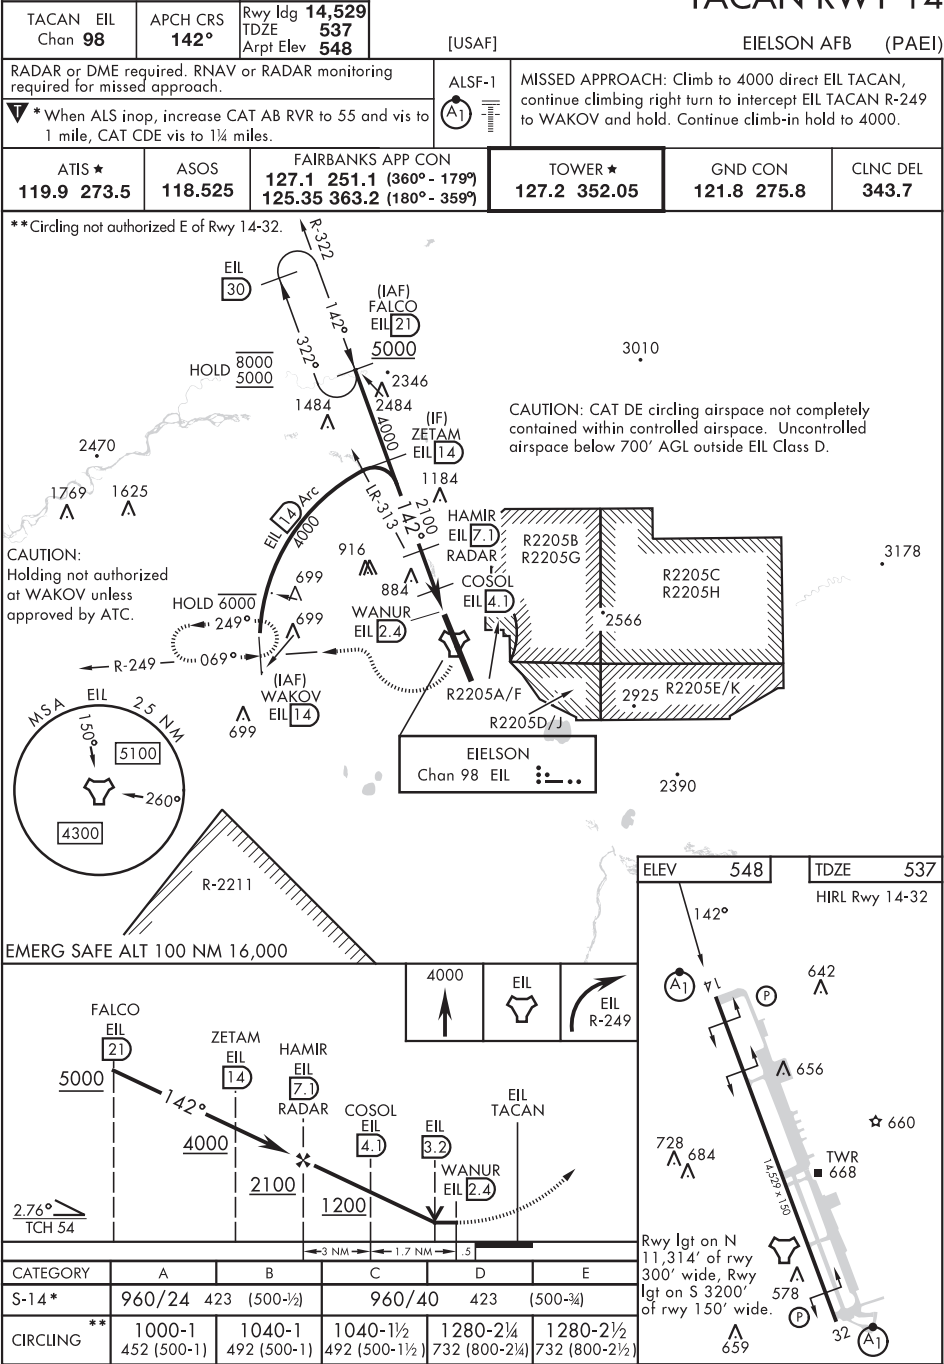 TACAN RWY 14
TACAN EIL
Chan 98
APCH CRS
142°
Rwy ldg 14,529
TDZE 537
Arpt Elev 548
[USAF]
EIELSON AFB (PAEI)
RADAR or DME required. RNAV or RADAR monitoring
required for missed approach.
T * When ALS inop, increase CAT AB RVR to 55 and vis to
1 mile, CAT CDE vis to 1¼ miles.
ALSF-1
A1
MISSED APPROACH: Climb to 4000 direct EIL TACAN,
continue climbing right turn to intercept EIL TACAN R-249
to WAKOV and hold. Continue climb-in hold to 4000.
ATIS ★
119.9 273.5
ASOS
118.525
FAIRBANKS APP CON
127.1 251.1 (360° - 179°)
125.35 363.2 (180° - 359°)
TOWER ★
127.2 352.05
GND CON
121.8 275.8
CLNC DEL
343.7
**Circling not authorized E of Rwy 14-32.
R-322
EIL
30
142°
322°
HOLD 8000
5000
(IAF)
FALCO
EIL 21
5000
2346
2484
1484
3010
4000
(IF)
ZETAM
EIL 14
1184
CAUTION: CAT DE circling airspace not completely
contained within controlled airspace. Uncontrolled
airspace below 700' AGL outside EIL Class D.
2470
1769
1625
EIL 14 Arc
4000
LR-313
142°
2100
HAMIR
EIL 7.1
RADAR
R2205B
R2205G
R2205C
R2205H
3178
CAUTION:
Holding not authorized
at WAKOV unless
approved by ATC.
916
884
699
COSOL
EIL 4.1
HOLD 6000
249°
699
WANUR
EIL 2.4
2566
R-249
069°
(IAF)
WAKOV
EIL 14
699
R2205A/F
2925
R2205E/K
R2205D/J
MSA EIL 25 NM
150°
5100
260°
4300
EIELSON
Chan 98 EIL
2390
R-2211
EMERG SAFE ALT 100 NM 16,000
ELEV 548
TDZE 537
HIRL Rwy 14-32
142°
A1
14
P
642
656
660
728
684
TWR
668
14,529 x 150
Rwy lgt on N
11,314' of rwy
300' wide, Rwy
lgt on S 3200'
of rwy 150' wide.
578
P
659
32
A1
4000
EIL
EIL
R-249
FALCO
EIL
21
5000
142°
ZETAM
EIL
14
4000
HAMIR
EIL
7.1
RADAR
2100
COSOL
EIL
4.1
1200
EIL
3.2
WANUR
EIL 2.4
EIL
TACAN
2.76°
TCH 54
3 NM
1.7 NM
.5
CATEGORY A B C D E
S-14* 960/24 423 (500-½) 960/40 423 (500-¾)
CIRCLING ** 1000-1 1040-1 1040-1½ 1280-2¼ 1280-2½
452 (500-1) 492 (500-1) 492 (500-1½) 732 (800-2¼) 732 (800-2½)